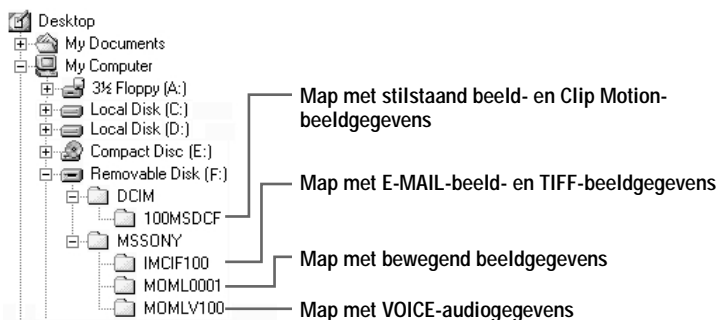 Desktop
My Documents
My Computer
3½ Floppy (A:)
Local Disk (C:)
Local Disk (D:)
Compact Disc (E:)
Removable Disk (F:)
DCIM
100MSDCF
MSSONY
IMCIF100
MOML0001
MOMLV100
Map met stilstaand beeld- en Clip Motion-
beeldgegevens
Map met E-MAIL-beeld- en TIFF-beeldgegevens
Map met bewegend beeldgegevens
Map met VOICE-audiogegevens